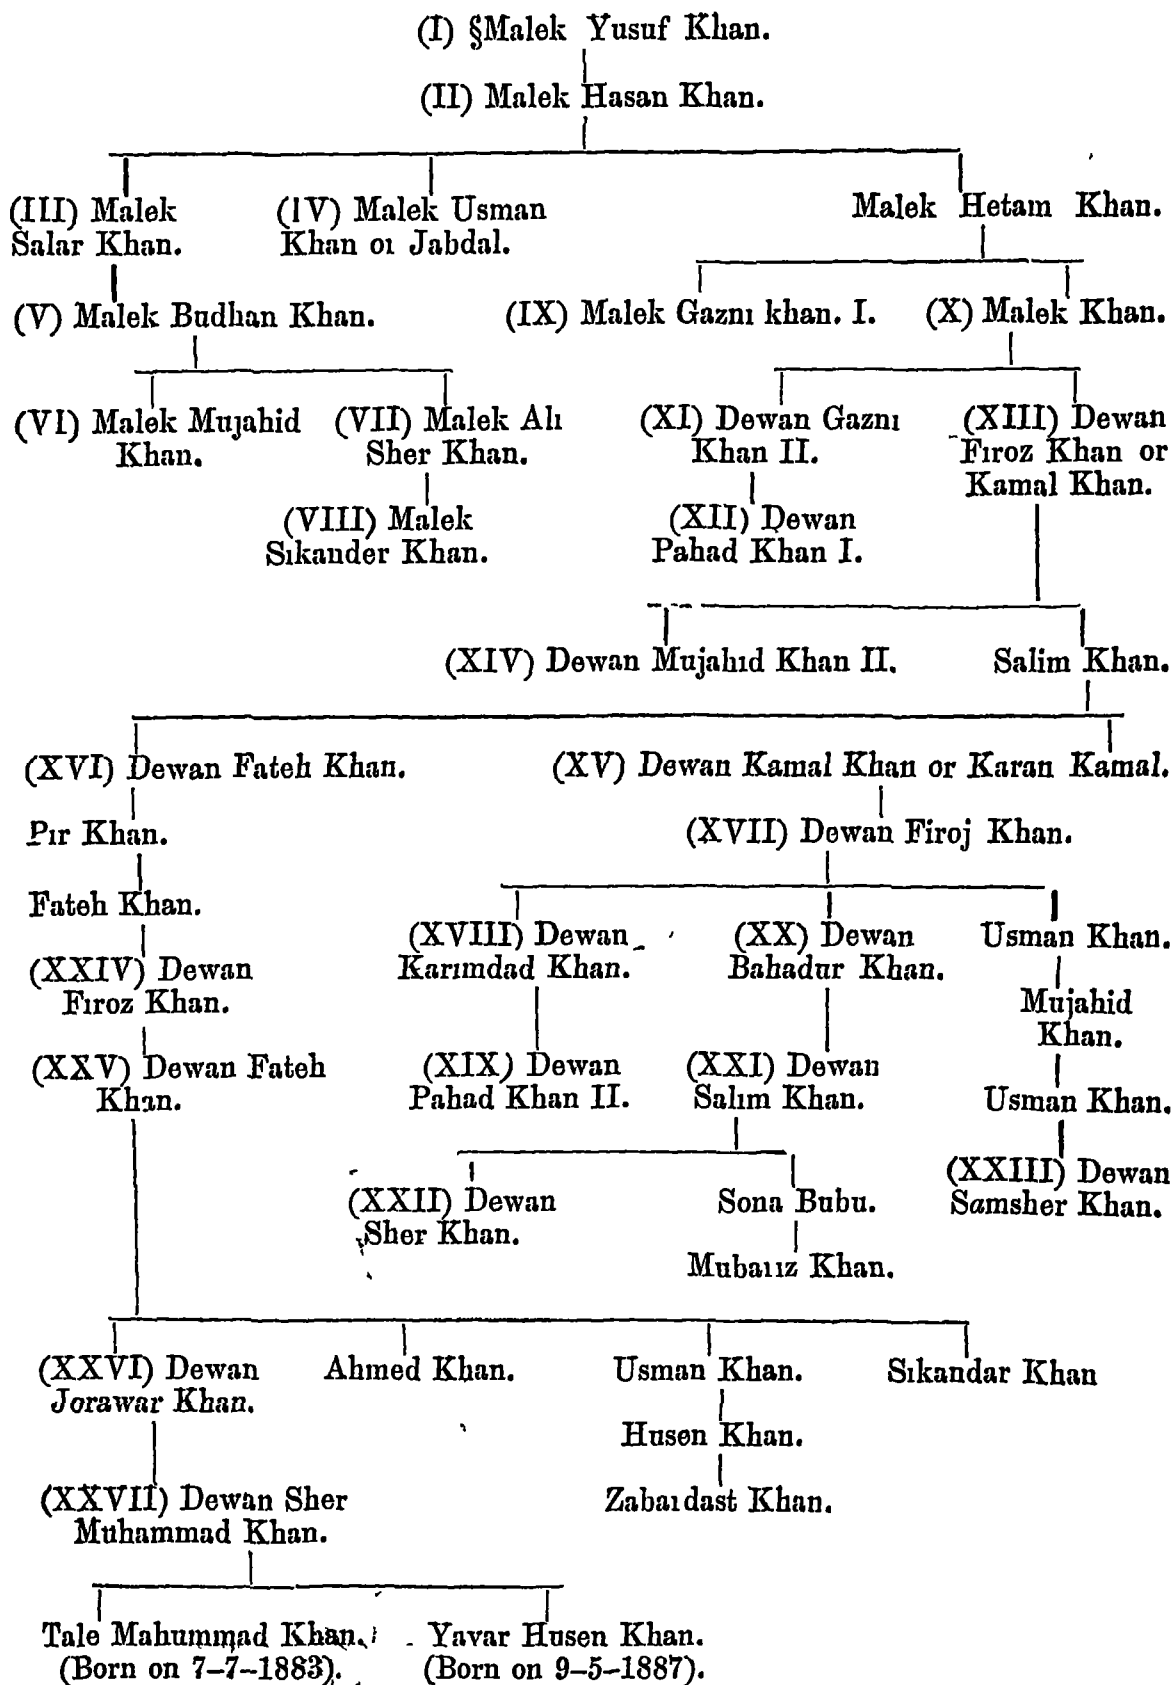 (I) §Malek Yusuf Khan.
(II) Malek Hasan Khan.
(III) Malek
Salar Khan.
(IV) Malek Usman
Khan or Jabdal.
Malek Hetam Khan.
(V) Malek Budhan Khan.
(IX) Malek Gazni khan. I.
(X) Malek Khan.
(VI) Malek Mujahid
Khan.
(VII) Malek Ali
Sher Khan.
(XI) Dewan Gazni
Khan II.
(XIII) Dewan
Firoz Khan or
Kamal Khan.
(VIII) Malek
Sikander Khan.
(XII) Dewan
Pahad Khan I.
(XIV) Dewan Mujahid Khan II.
Salim Khan.
(XVI) Dewan Fateh Khan.
(XV) Dewan Kamal Khan or Karan Kamal.
Pir Khan.
(XVII) Dewan Firoj Khan.
Fateh Khan.
(XVIII) Dewan
Karimdad Khan.
(XX) Dewan
Bahadur Khan.
Usman Khan.
(XXIV) Dewan
Firoz Khan.
Mujahid
Khan.
(XXV) Dewan Fateh
Khan.
(XIX) Dewan
Pahad Khan II.
(XXI) Dewan
Salim Khan.
Usman Khan.
(XXII) Dewan
Sher Khan.
Sona Bubu.
(XXIII) Dewan
Samsher Khan.
Mubariz Khan.
(XXVI) Dewan
Jorawar Khan.
Ahmed Khan.
Usman Khan.
Sikandar Khan
Husen Khan.
(XXVII) Dewan Sher
Muhammad Khan.
Zabardast Khan.
Tale Mahummad Khan.
(Born on 7-7-1883).
Yavar Husen Khan.
(Born on 9-5-1887).